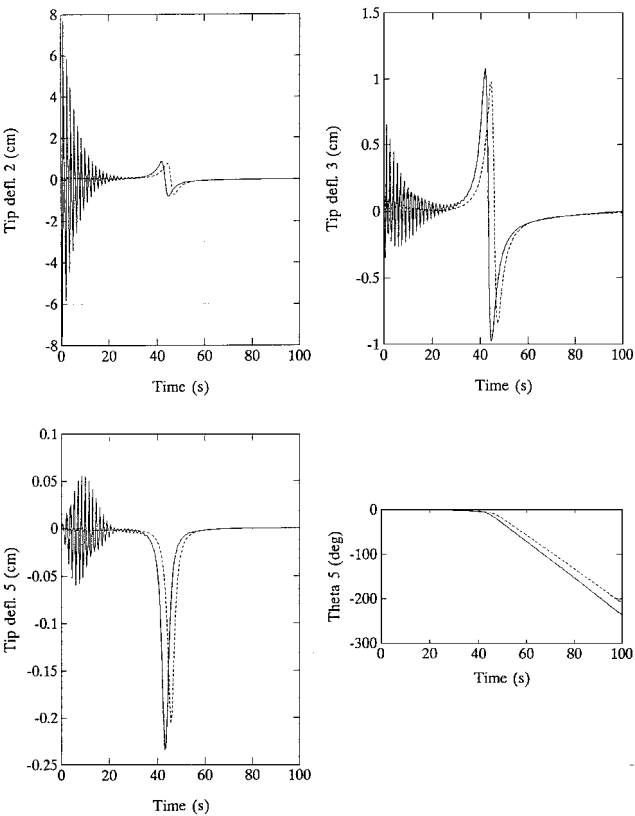 Tip defl. 2 (cm)
8
6
4
2
0
-2
-4
-6
-8
0 20 40 60 80 100
Time (s)
Tip defl. 3 (cm)
1.5
1
0.5
0
-0.5
-1
0 20 40 60 80 100
Time (s)
Tip defl. 5 (cm)
0.1
0.05
0
-0.05
-0.1
-0.15
-0.2
-0.25
0 20 40 60 80 100
Time (s)
Theta 5 (deg)
0
-100
-200
-300
0 20 40 60 80 100
Time (s)